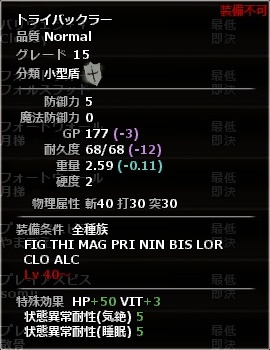 装備不可
トライバックラー
品質 Normal
グレード 15
分類 小型盾
防御力 5
魔法防御力 0
GP 177 (-3)
耐久度 68/68 (-12)
重量 2.59 (-0.11)
硬度 2
物理属性 斬40 打30 突30
装備条件 全種族
FIG THI MAG PRI NIN BIS LOR
CLO ALC
Lv 40~
特殊効果 HP+50 VIT+3
状態異常耐性(気絶) 5
状態異常耐性(睡眠) 5